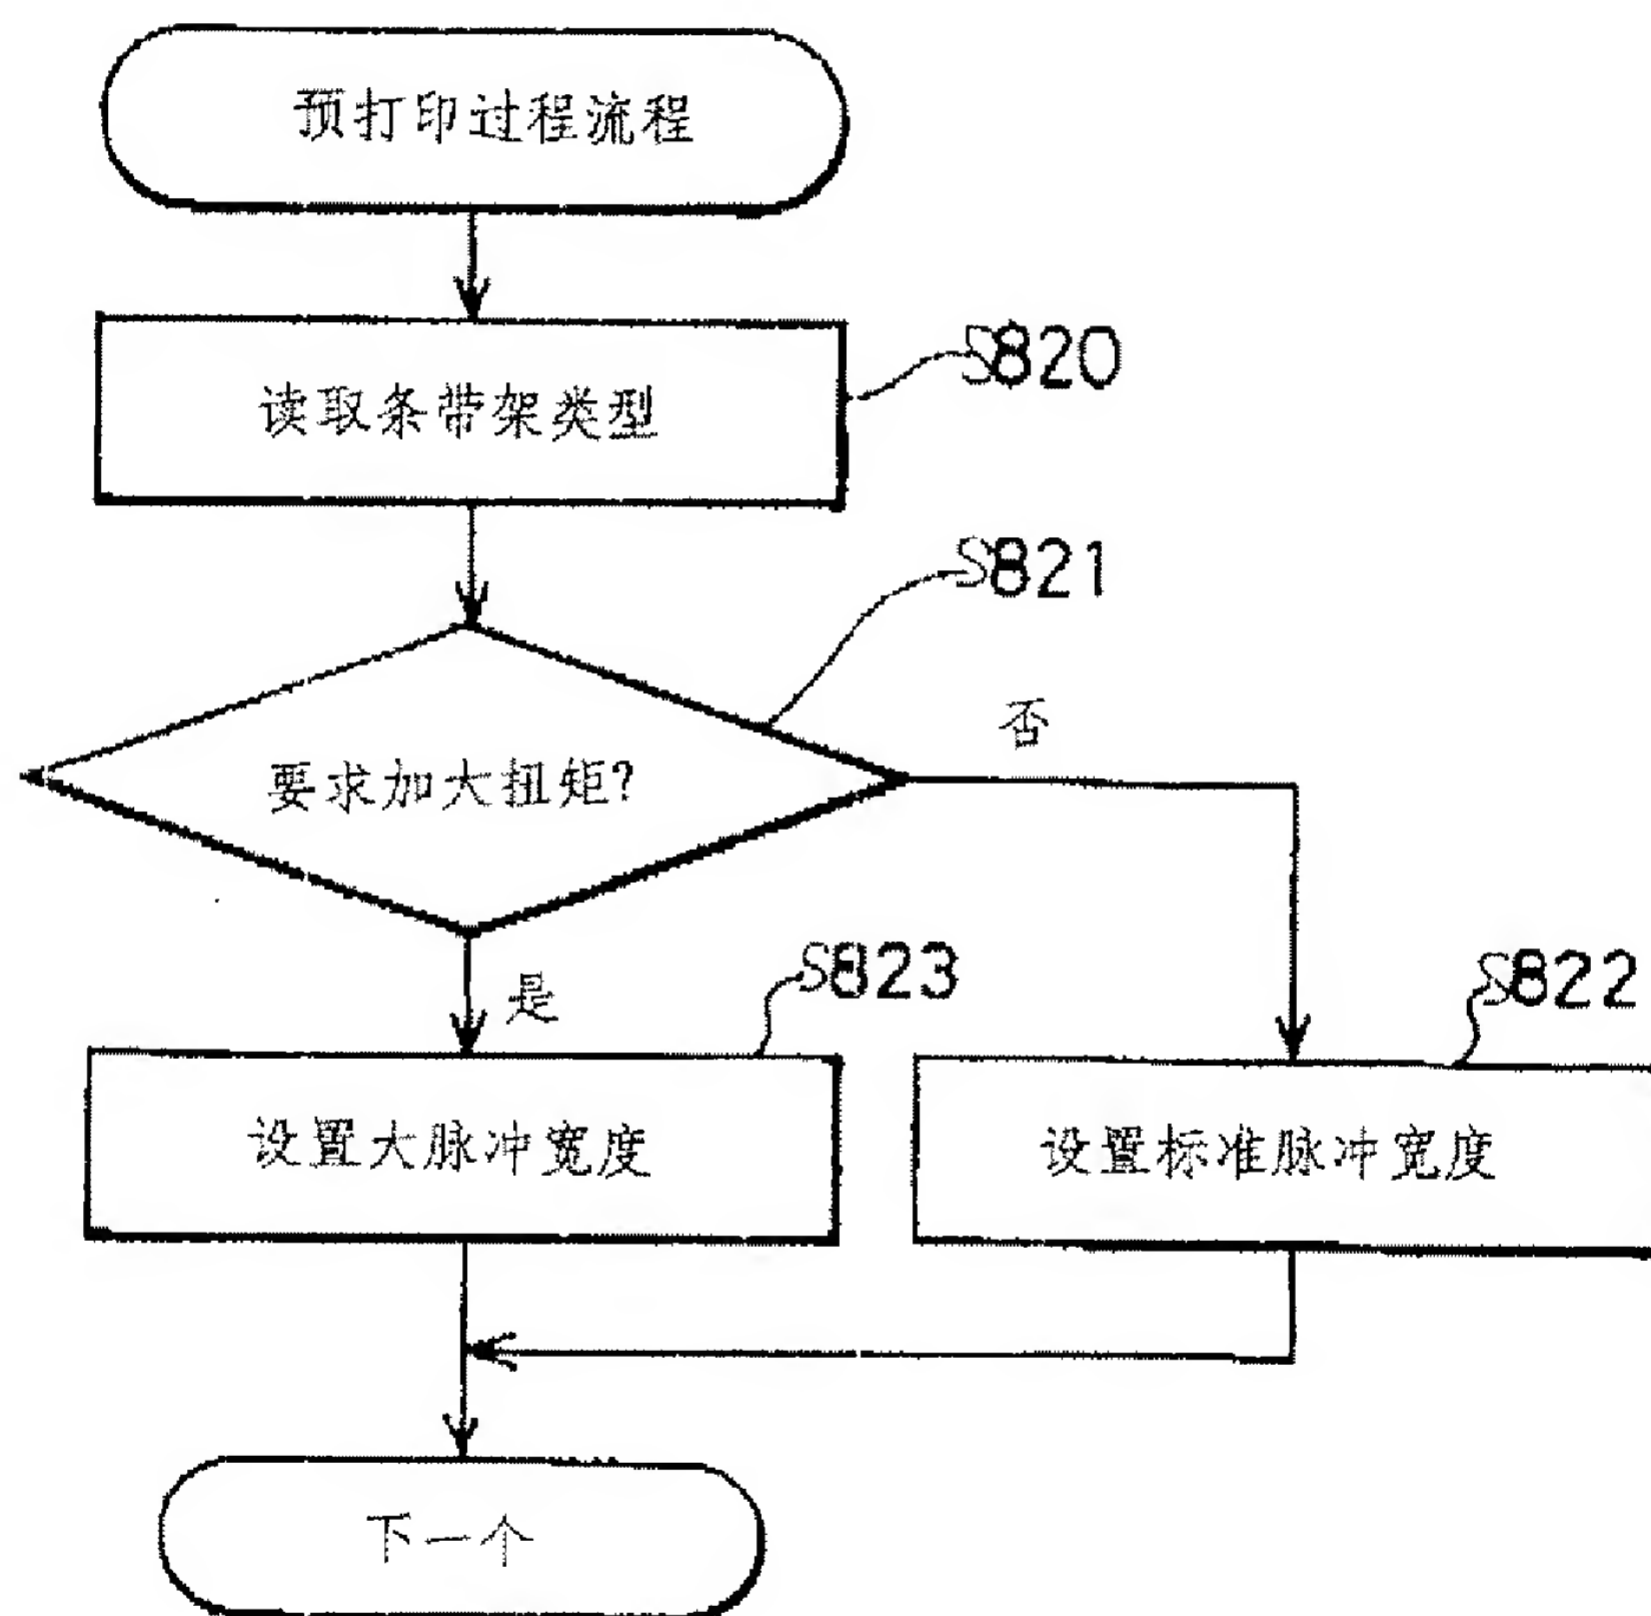 预打印过程流程
S820
读取条带架类型
S821
否
要求加大扭矩?
是
S823
S822
设置大脉冲宽度
设置标准脉冲宽度
下一个